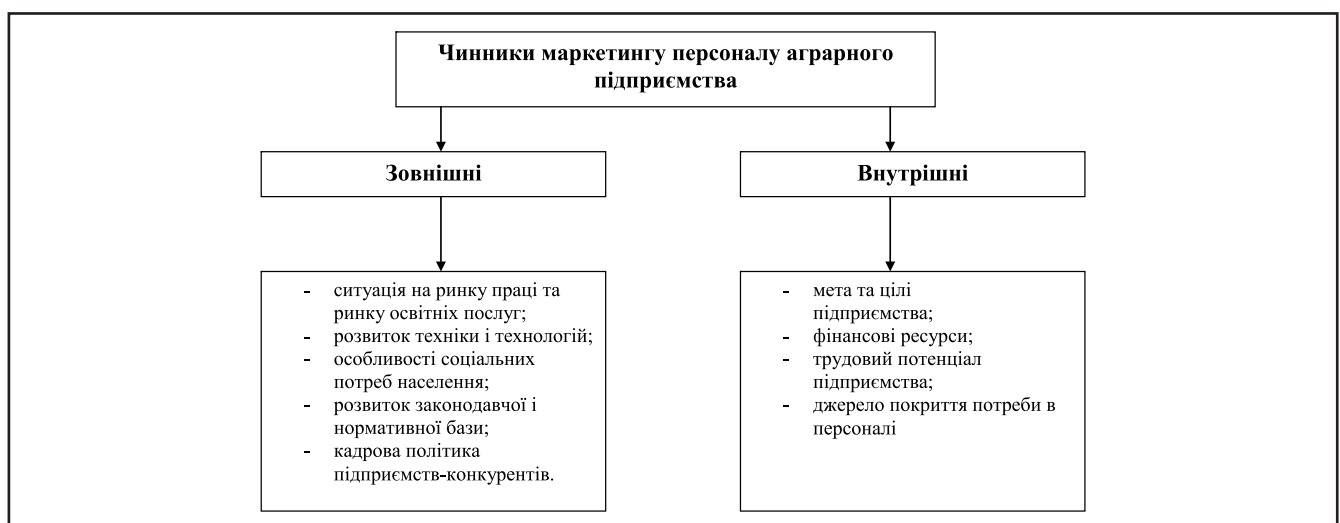 Чинники маркетингу персоналу аграрного
підприємства
Зовнішні
Внутрішні
- ситуація на ринку праці та
ринку освітніх послуг;
- розвиток техніки і технологій;
- особливості соціальних
потреб населення;
- розвиток законодавчої і
нормативної бази;
- кадрова політика
підприємств-конкурентів.
- мета та цілі
підприємства;
- фінансові ресурси;
- трудовий потенціал
підприємства;
- джерело покриття потреби в
персоналі